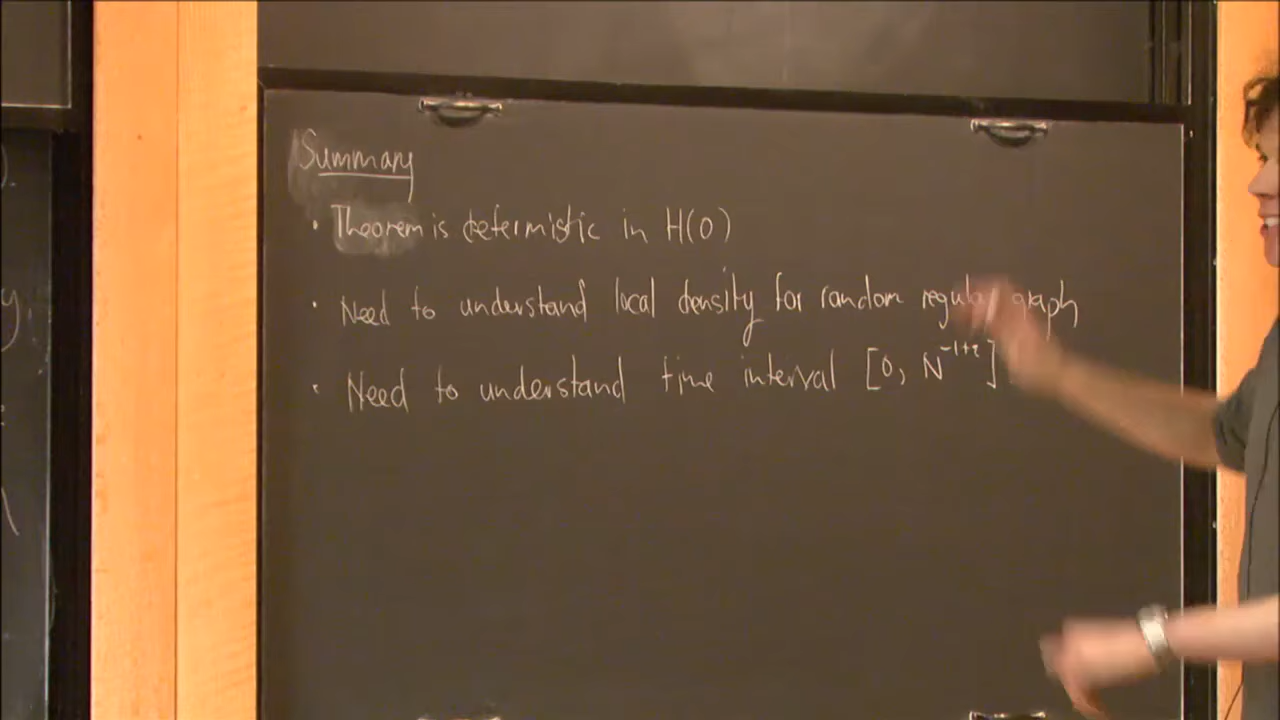 Summary
· Theorem is determistic in H(0)
· Need to understand local density for random regular graph
· Need to understand time interval [0, N^{-1+τ}]